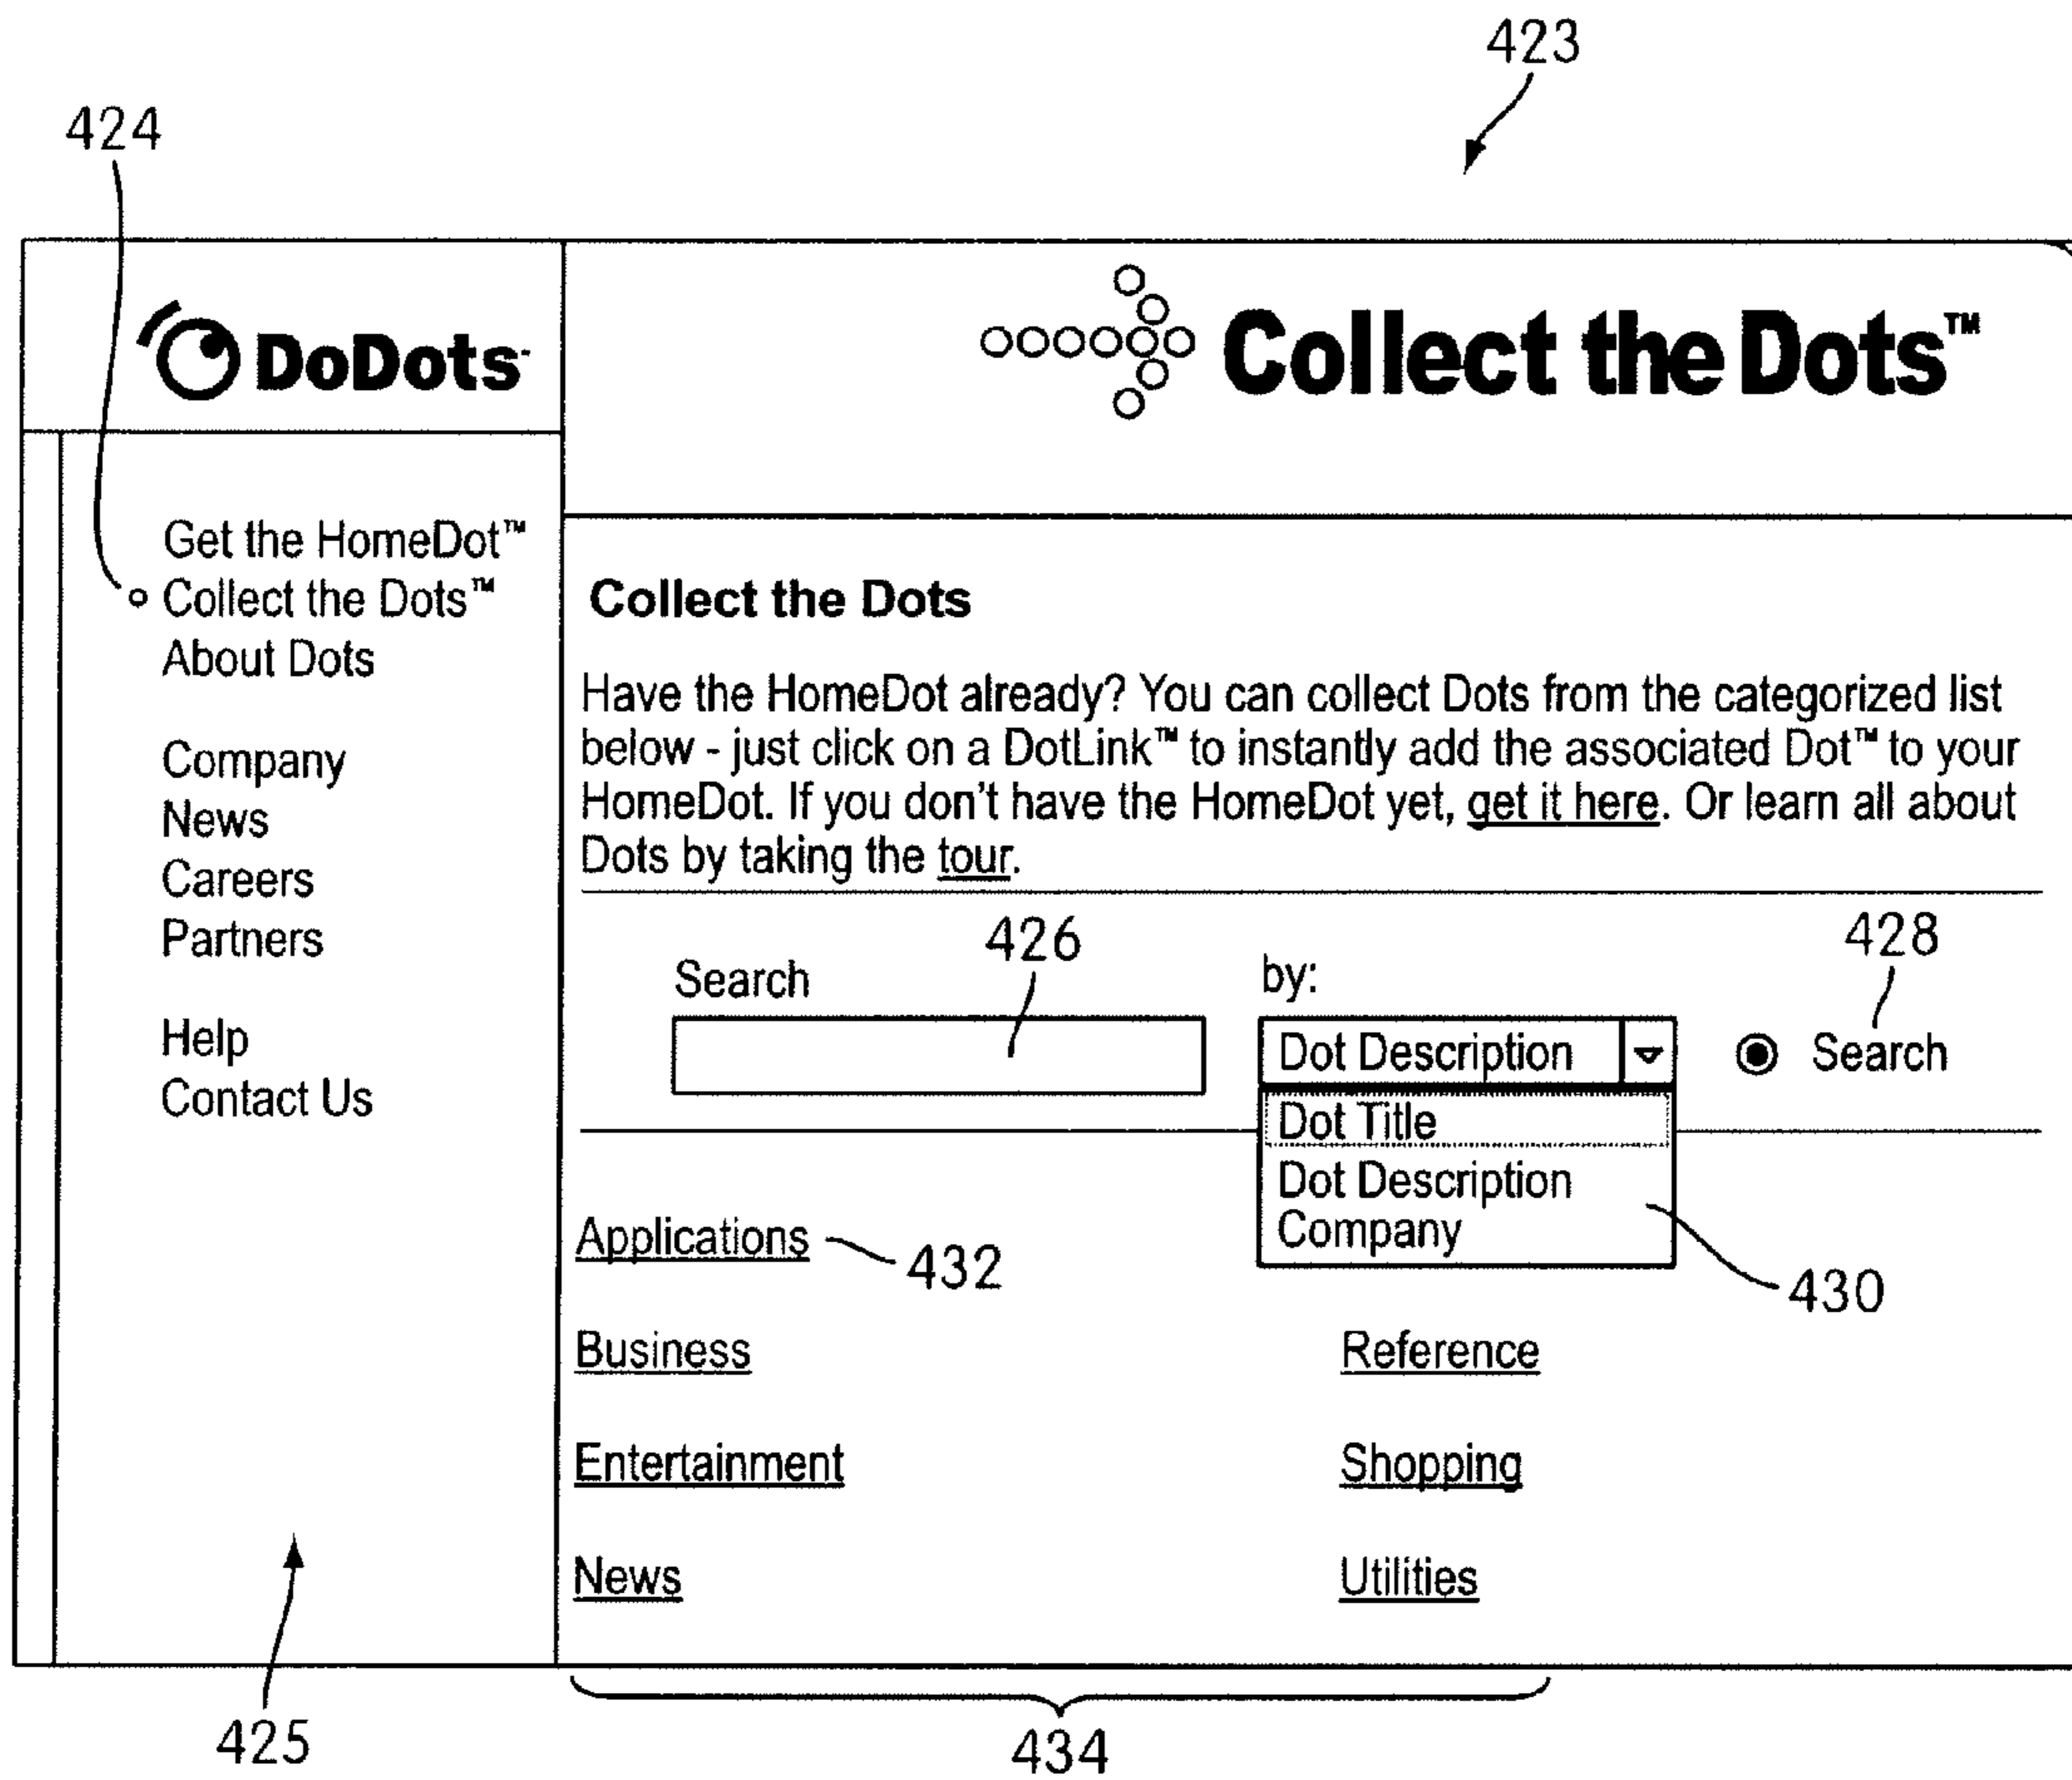 423
424
DoDots
Collect the Dots™
Get the HomeDot™
Collect the Dots™
About Dots
Company
News
Careers
Partners
Help
Contact Us
Collect the Dots
Have the HomeDot already? You can collect Dots from the categorized list
below - just click on a DotLink™ to instantly add the associated Dot™ to your
HomeDot. If you don't have the HomeDot yet, get it here. Or learn all about
Dots by taking the tour.
426
428
Search
by:
Dot Description
Search
Dot Title
Dot Description
Company
430
Applications
432
Business
Reference
Entertainment
Shopping
News
Utilities
425
434